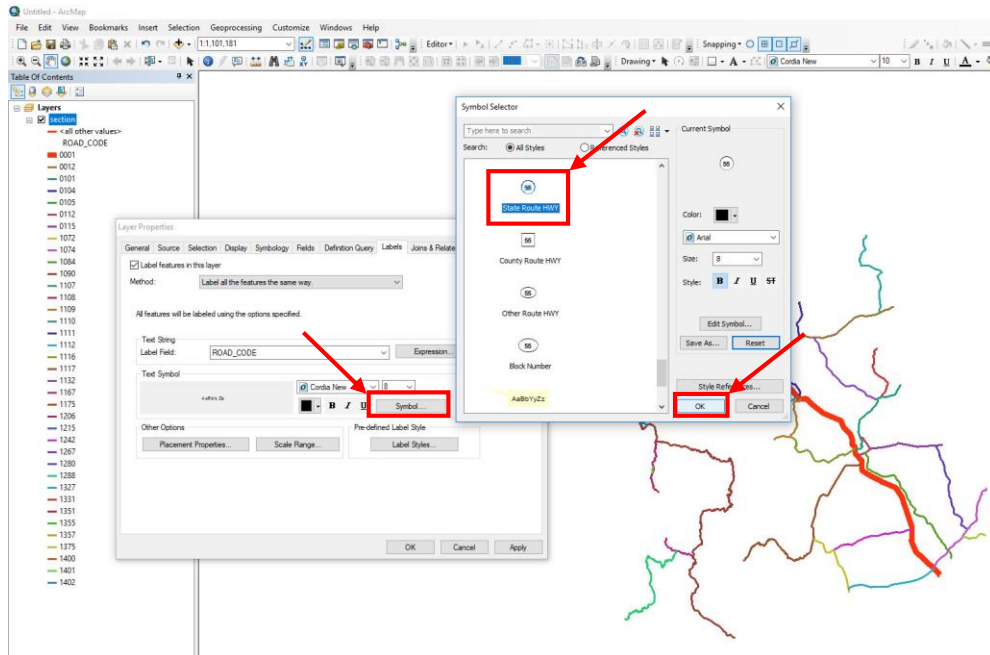 Untitled - ArcMap
File Edit View Bookmarks Insert Selection Geoprocessing Customize Windows Help
1:1,101,181 Editor Snapping
Drawing A Cordia New 10 B I U A
Table Of Contents
Layers
section
<all other values>
ROAD_CODE
0001
0012
0101
0104
0105
0112
0115
1072
1074
1084
1090
1107
1108
1109
1110
1111
1112
1116
1117
1132
1167
1175
1206
1215
1242
1267
1280
1288
1327
1331
1351
1355
1357
1375
1400
1401
1402
Layer Properties
General Source Selection Display Symbology Fields Definition Query Labels Joins & Relate
Label features in this layer
Method: Label all the features the same way.
All features will be labeled using the options specified.
Text String
Label Field: ROAD_CODE Expression...
Text Symbol
Cordia New 8
B I U Symbol...
Other Options
Placement Properties... Scale Range...
Pre-defined Label Style
Label Styles...
OK Cancel Apply
Symbol Selector
Type here to search
Search: All Styles Referenced Styles
66
State Route HWY
66
County Route HWY
66
Other Route HWY
66
Block Number
AaBbYyZz
Current Symbol
66
Color:
Arial
Size: 8
Style: B I U ST
Edit Symbol...
Save As... Reset
Style References...
OK Cancel